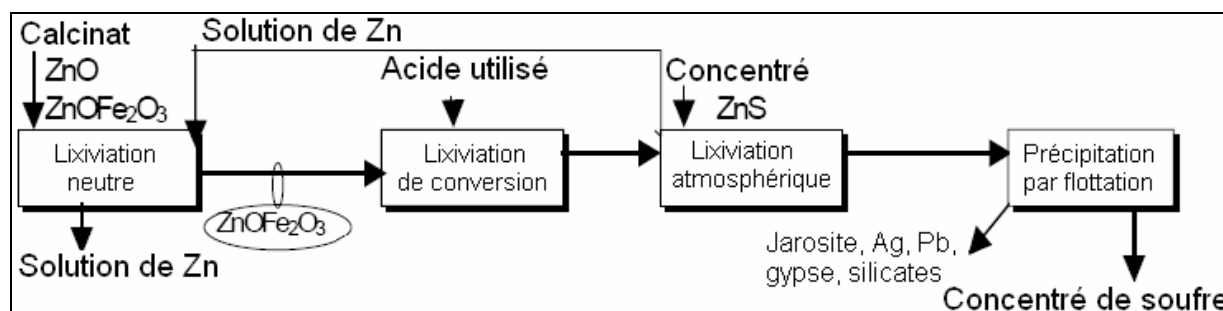 Calcinat
ZnO
ZnOFe₂O₃
Solution de Zn
Acide utilisé
Concentré
ZnS
Lixiviation
neutre
Lixiviation
de conversion
Lixiviation
atmosphérique
Précipitation
par flottation
ZnOFe₂O₃
Solution de Zn
Jarosite, Ag, Pb,
gypse, silicates
Concentré de soufre